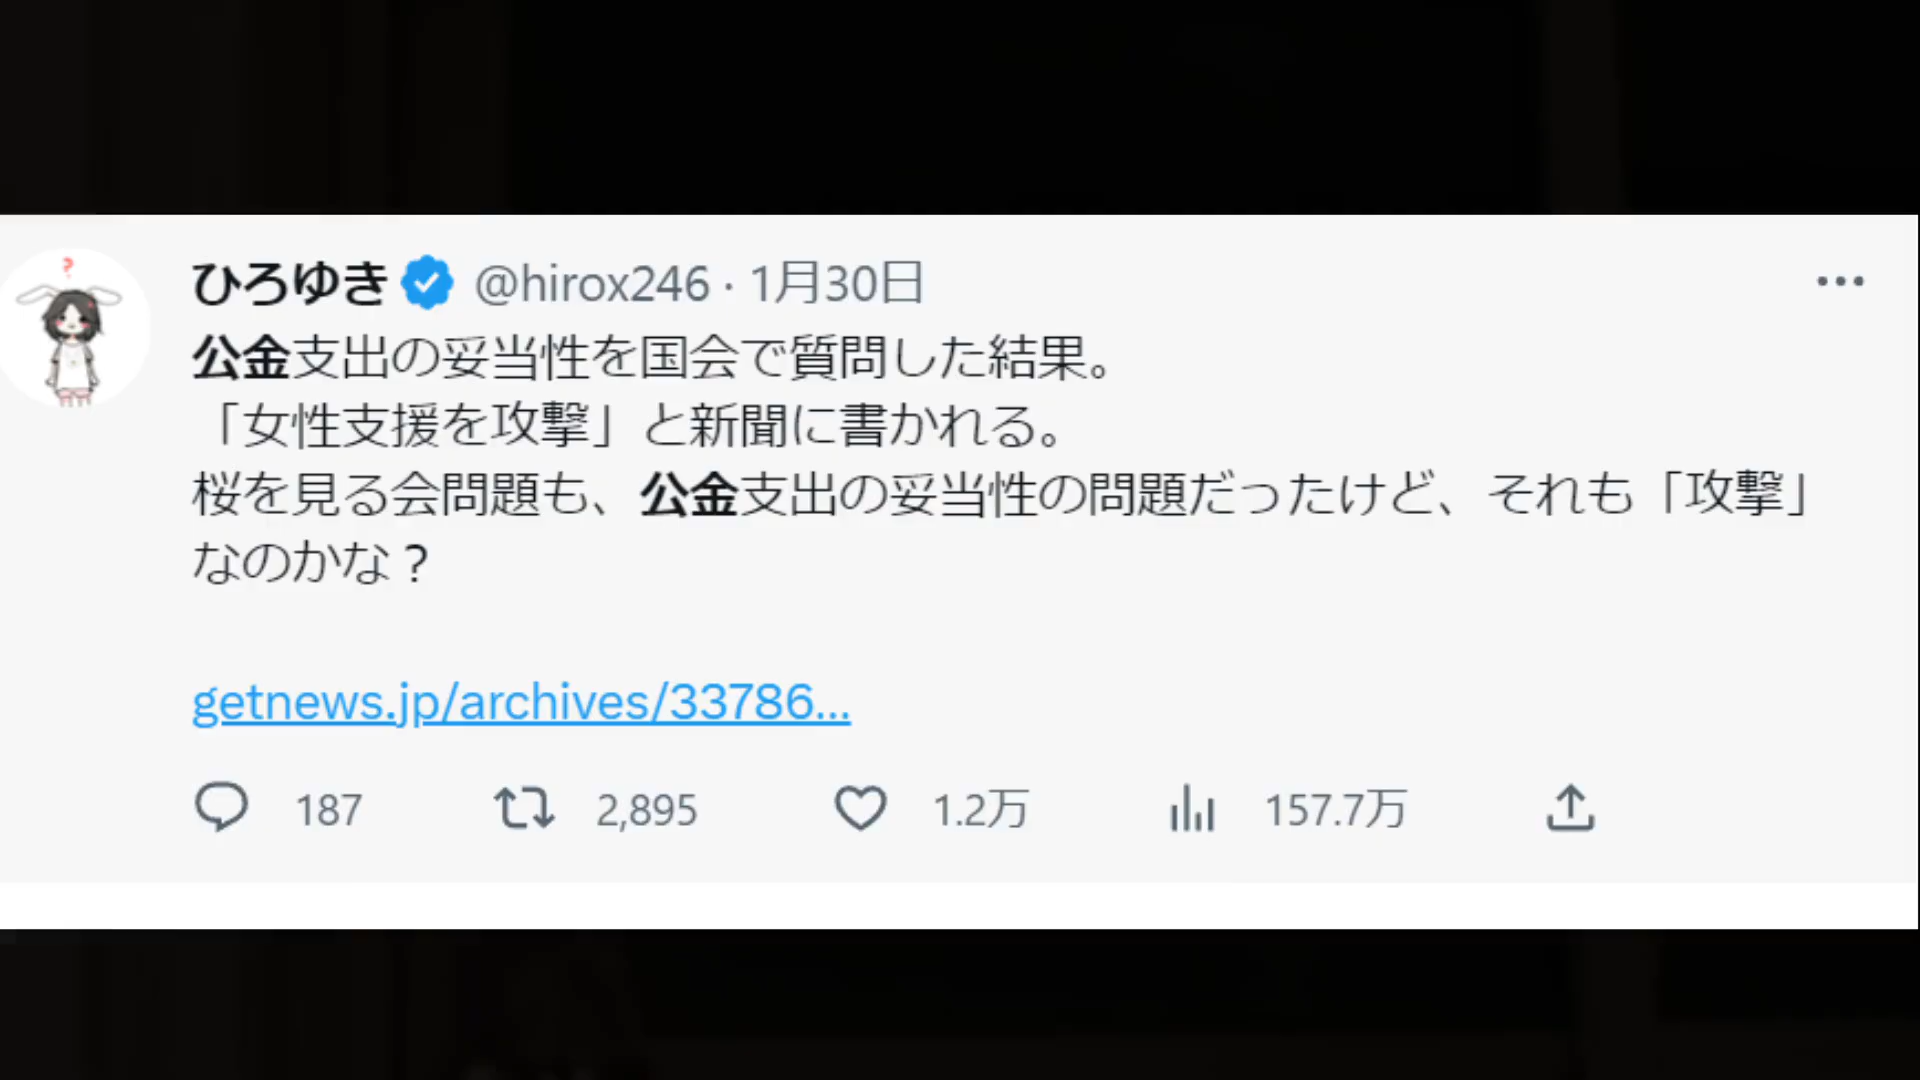 ひろゆき @hirox246 · 1月30日
公金支出の妥当性を国会で質問した結果。
「女性支援を攻撃」と新聞に書かれる。
桜を見る会問題も、公金支出の妥当性の問題だったけど、それも「攻撃」
なのかな？
getnews.jp/archives/33786...
187 2,895 1.2万 157.7万